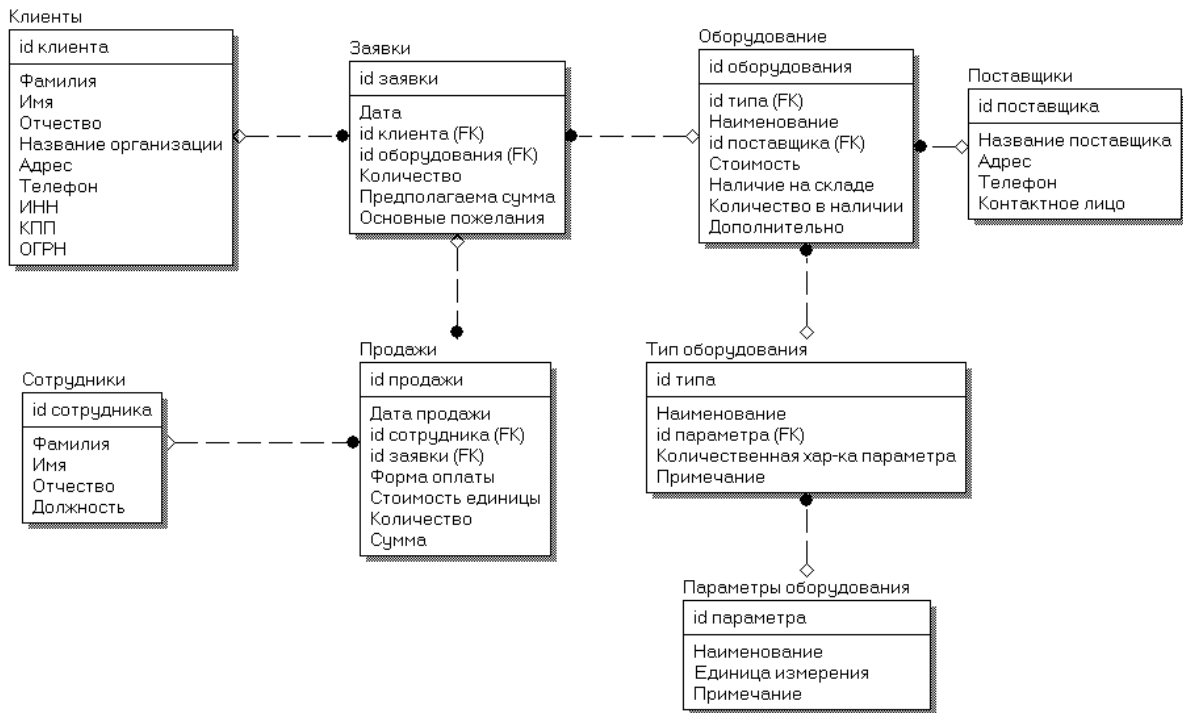 Клиенты
id клиента
Фамилия
Имя
Отчество
Название организации
Адрес
Телефон
ИНН
КПП
ОГРН
Заявки
id заявки
Дата
id клиента (FK)
id оборудования (FK)
Количество
Предполагаема сумма
Основные пожелания
Оборудование
id оборудования
id типа (FK)
Наименование
id поставщика (FK)
Стоимость
Наличие на складе
Количество в наличии
Дополнительно
Поставщики
id поставщика
Название поставщика
Адрес
Телефон
Контактное лицо
Сотрудники
id сотрудника
Фамилия
Имя
Отчество
Должность
Продажи
id продажи
Дата продажи
id сотрудника (FK)
id заявки (FK)
Форма оплаты
Стоимость единицы
Количество
Сумма
Тип оборудования
id типа
Наименование
id параметра (FK)
Количественная хар-ка параметра
Примечание
Параметры оборудования
id параметра
Наименование
Единица измерения
Примечание